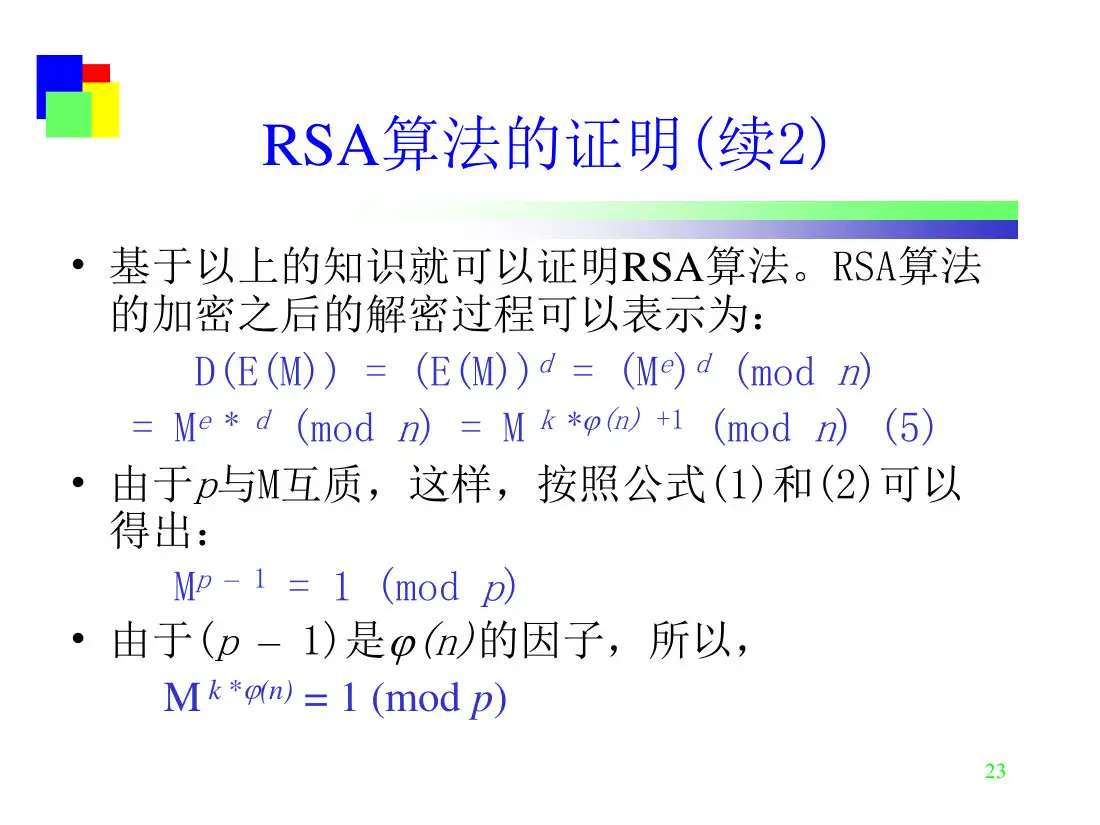 RSA算法的证明(续2)
• 基于以上的知识就可以证明RSA算法。RSA算法
的加密之后的解密过程可以表示为：
D(E(M)) = (E(M))ᵈ = (Mᵉ)ᵈ (mod n)
= Mᵉ * ᵈ (mod n) = M ᵏ *ᵠ⁽ⁿ⁾ ⁺¹ (mod n) (5)
• 由于p与M互质，这样，按照公式(1)和(2)可以
得出：
Mᵖ ⁻ ¹ = 1 (mod p)
• 由于(p – 1)是φ(n)的因子，所以，
M ᵏ *ᵠ⁽ⁿ⁾ = 1 (mod p)
23